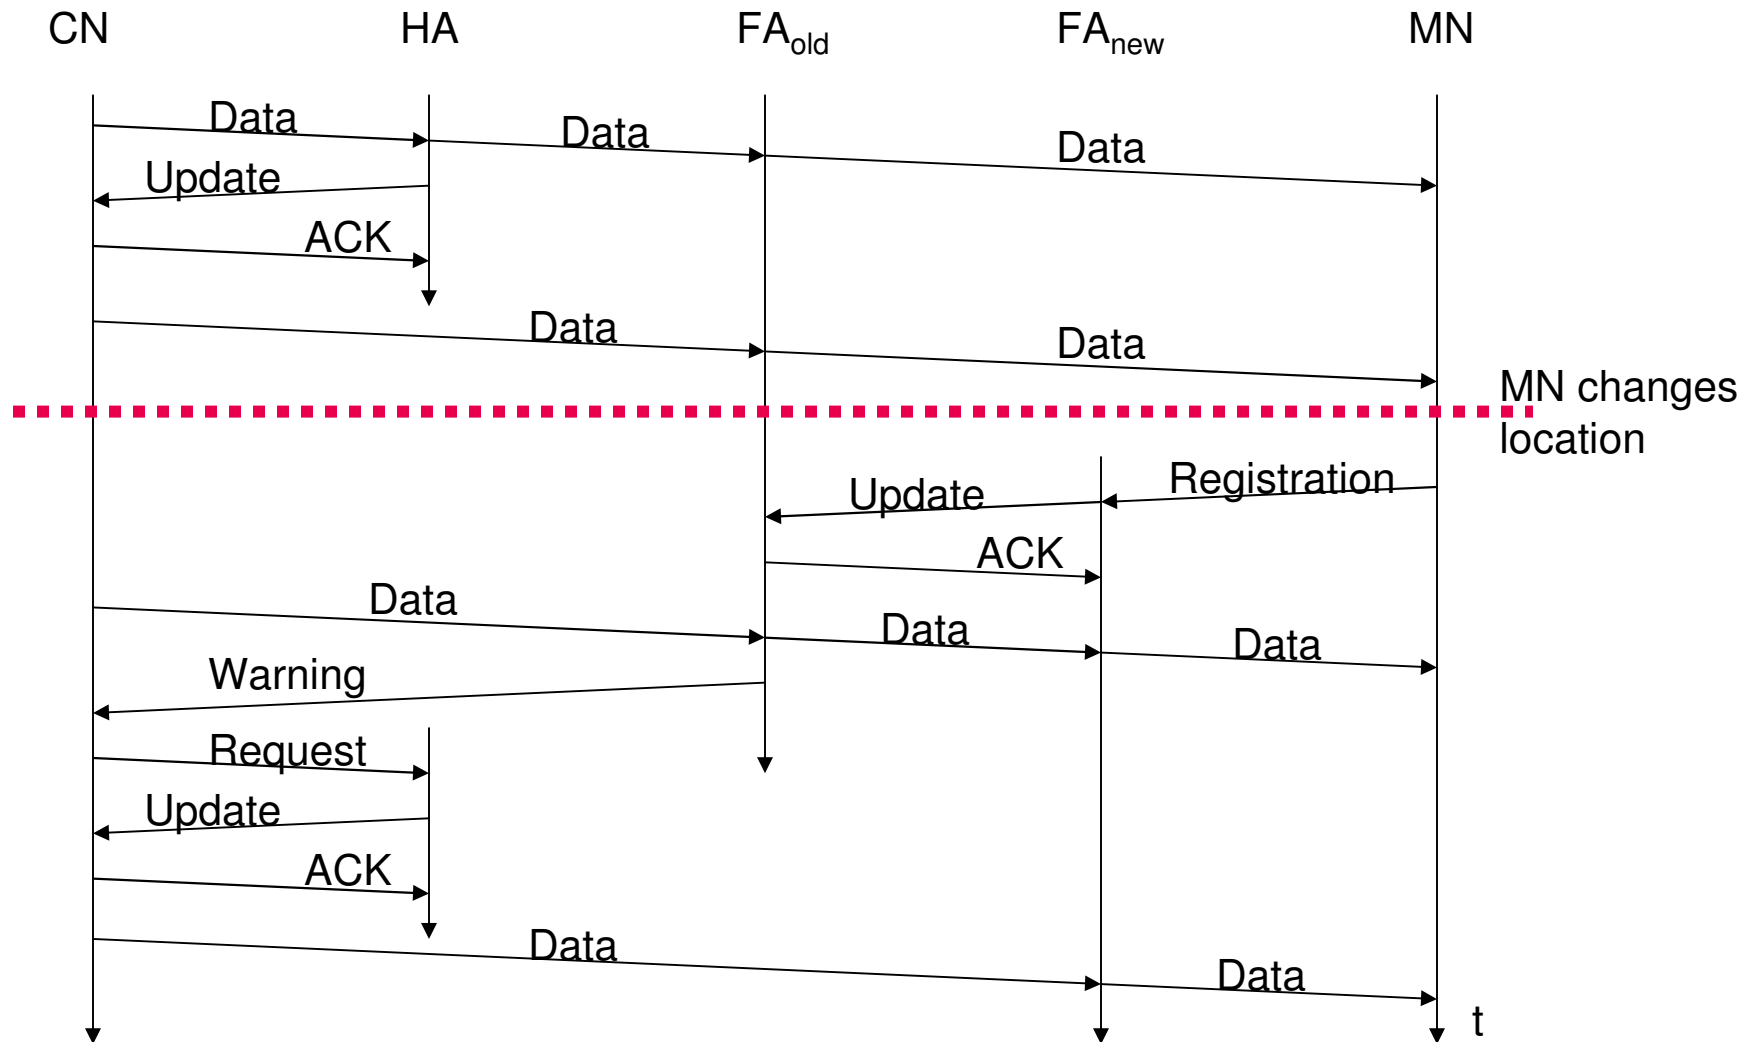 CN HA FAold FAnew MN
Data Data Data
Update
ACK
Data Data
MN changes
location
Registration
Update
ACK
Data Data Data
Warning
Request
Update
ACK
Data Data
t